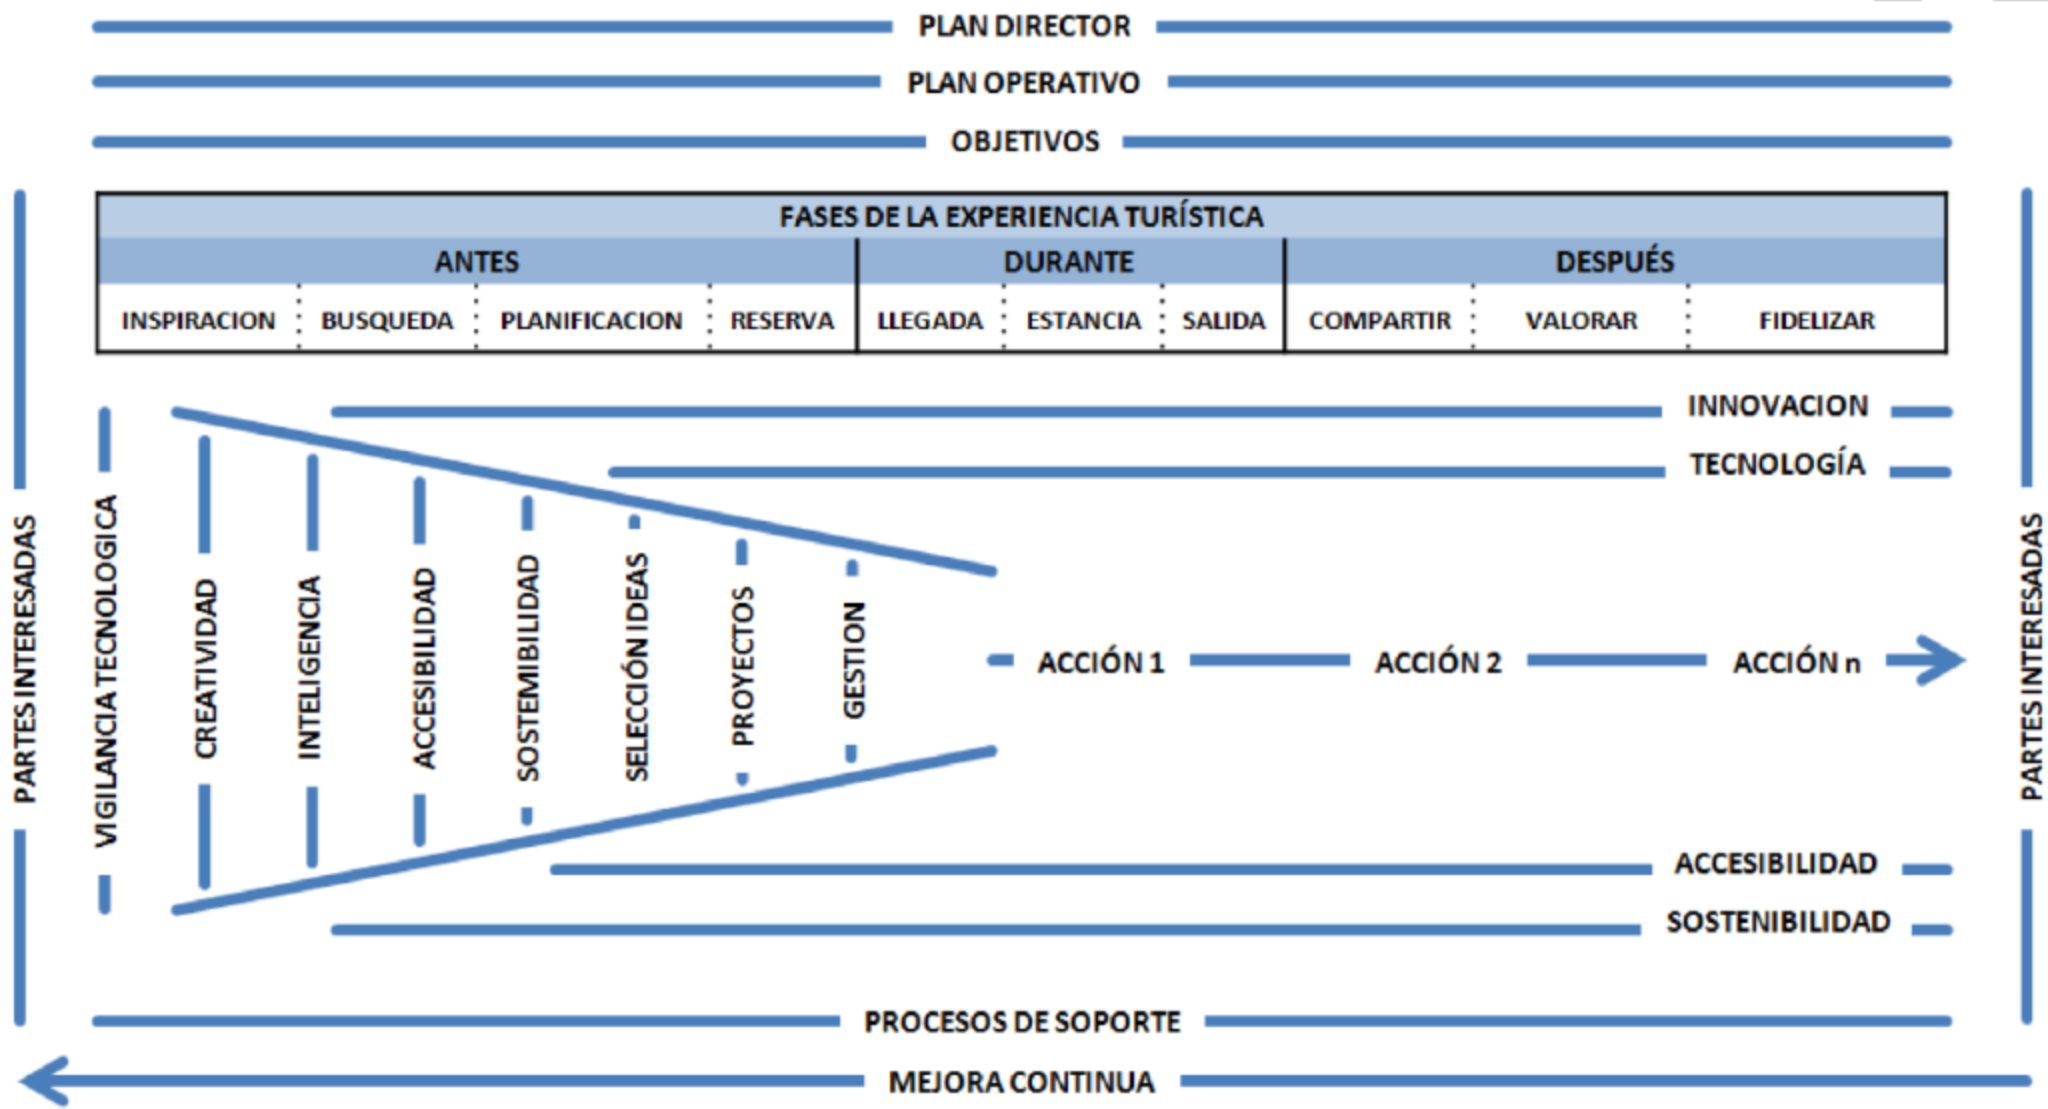 PLAN DIRECTOR
PLAN OPERATIVO
OBJETIVOS
FASES DE LA EXPERIENCIA TURÍSTICA
ANTES
DURANTE
DESPUÉS
INSPIRACION
BUSQUEDA
PLANIFICACION
RESERVA
LLEGADA
ESTANCIA
SALIDA
COMPARTIR
VALORAR
FIDELIZAR
PARTES INTERESADAS
VIGILANCIA TECNOLOGICA
CREATIVIDAD
INTELIGENCIA
ACCESIBILIDAD
SOSTEMIBILIDAD
SELECCIÓN IDEAS
PROYECTOS
GESTION
INNOVACION
TECNOLOGÍA
ACCIÓN 1
ACCIÓN 2
ACCIÓN n
ACCESIBILIDAD
SOSTENIBILIDAD
PARTES INTERESADAS
PROCESOS DE SOPORTE
MEJORA CONTINUA